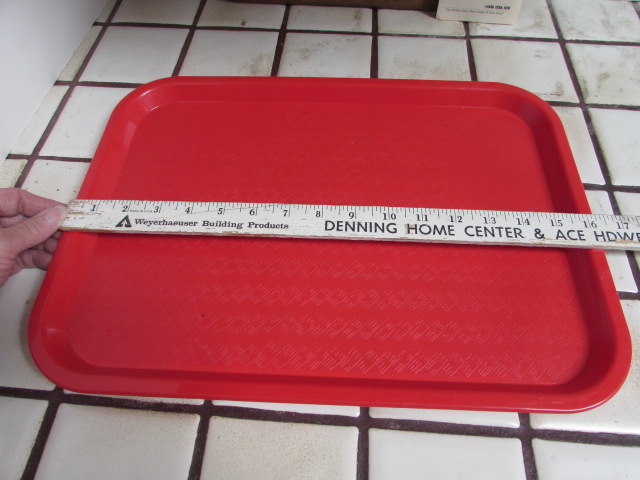 1 2 3 4 5 6 7 8 9 10 11 12 13 14 15 16 17
Weyerhaeuser Building Products
DENNING HOME CENTER & ACE HDWE